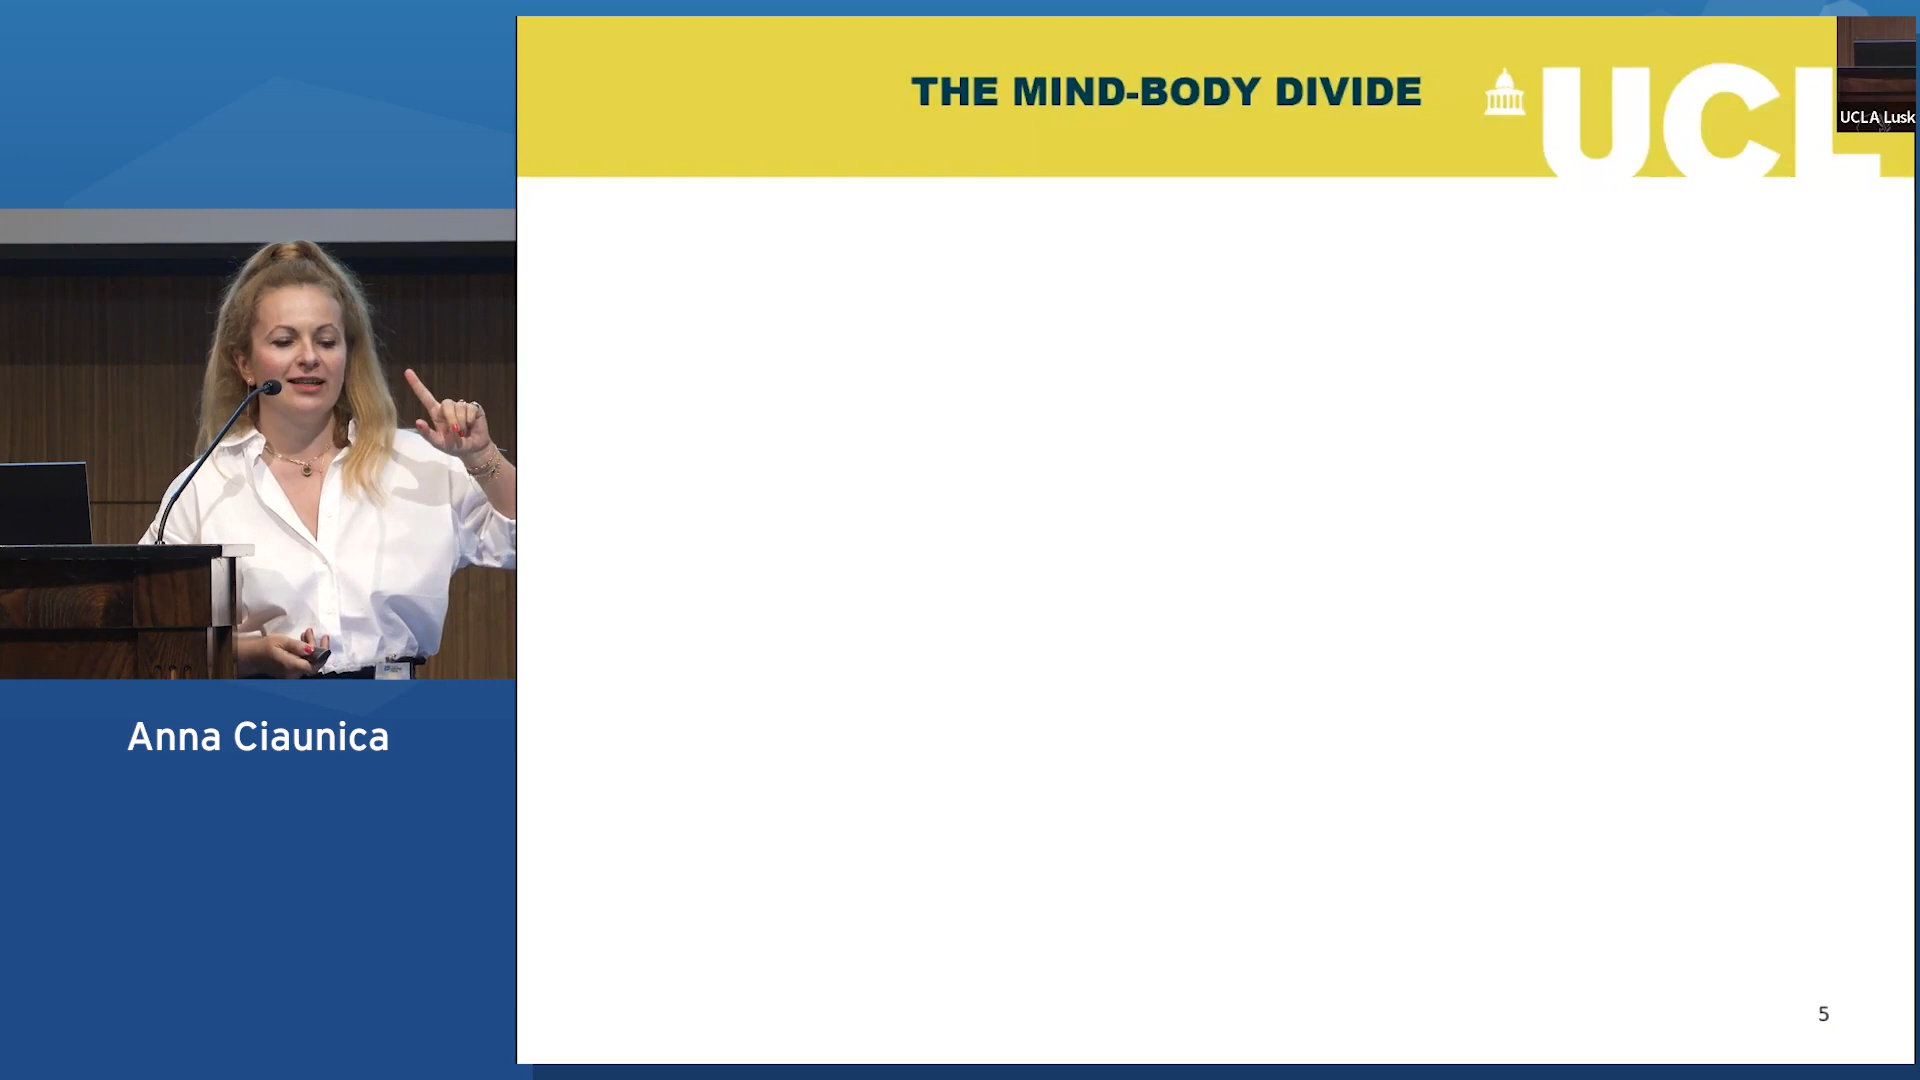 THE MIND-BODY DIVIDE
UCL
UCLA Lusk
Anna Ciaunica
5